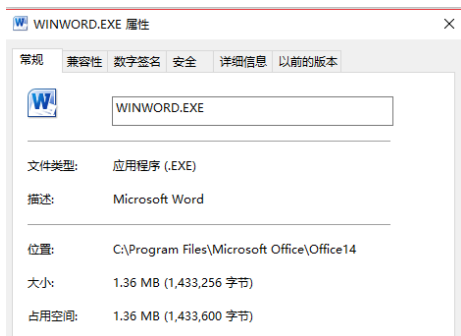 WINWORD.EXE 属性
常规 兼容性 数字签名 安全 详细信息 以前的版本
WINWORD.EXE
文件类型: 应用程序 (.EXE)
描述: Microsoft Word
位置: C:\Program Files\Microsoft Office\Office14
大小: 1.36 MB (1,433,256 字节)
占用空间: 1.36 MB (1,433,600 字节)